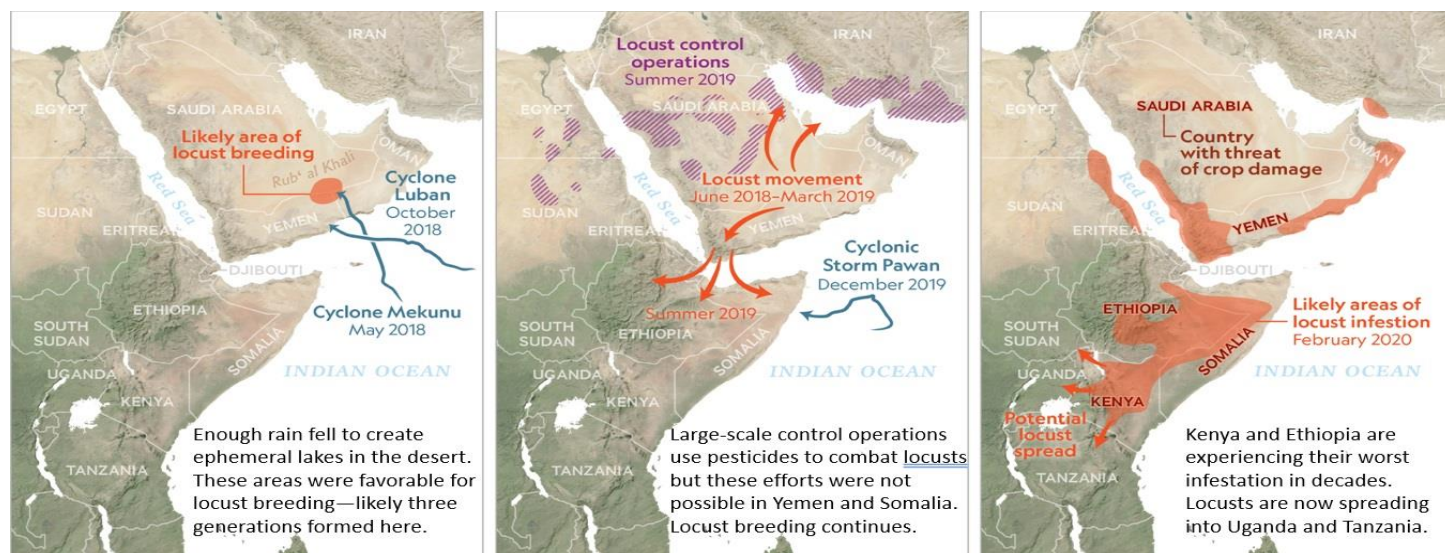 IRAN
EGYPT
SAUDI ARABIA
Likely area of
locust breeding
Rub' al Khali
OMAN
Cyclone
Luban
October
2018
Red Sea
SUDAN
YEMEN
ERITREA
DJIBOUTI
Cyclone Mekunu
May 2018
ETHIOPIA
SOUTH
SUDAN
SOMALIA
UGANDA
INDIAN OCEAN
KENYA
TANZANIA
Enough rain fell to create
ephemeral lakes in the desert.
These areas were favorable for
locust breeding—likely three
generations formed here.
IRAN
Locust control
operations
Summer 2019
EGYPT
SAUDI ARABIA
OMAN
Locust movement
June 2018–March 2019
Red Sea
SUDAN
YEMEN
ERITREA
Cyclonic
Storm Pawan
December 2019
DJIBOUTI
Summer 2019
ETHIOPIA
SOUTH
SUDAN
SOMALIA
UGANDA
INDIAN OCEAN
KENYA
TANZANIA
Large-scale control operations
use pesticides to combat locusts
but these efforts were not
possible in Yemen and Somalia.
Locust breeding continues.
IRAN
EGYPT
SAUDI ARABIA
Country
with threat
of crop damage
OMAN
Red Sea
SUDAN
YEMEN
ERITREA
DJIBOUTI
ETHIOPIA
Likely areas of
locust infestion
February 2020
SOUTH
SUDAN
SOMALIA
UGANDA
INDIAN OCEAN
KENYA
Potential
locust
spread
TANZANIA
Kenya and Ethiopia are
experiencing their worst
infestation in decades.
Locusts are now spreading
into Uganda and Tanzania.